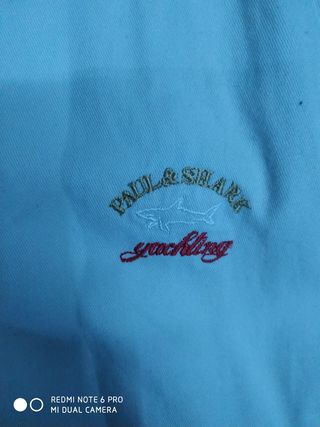 PAUL & SHARK
yachting
REDMI NOTE 6 PRO
MI DUAL CAMERA